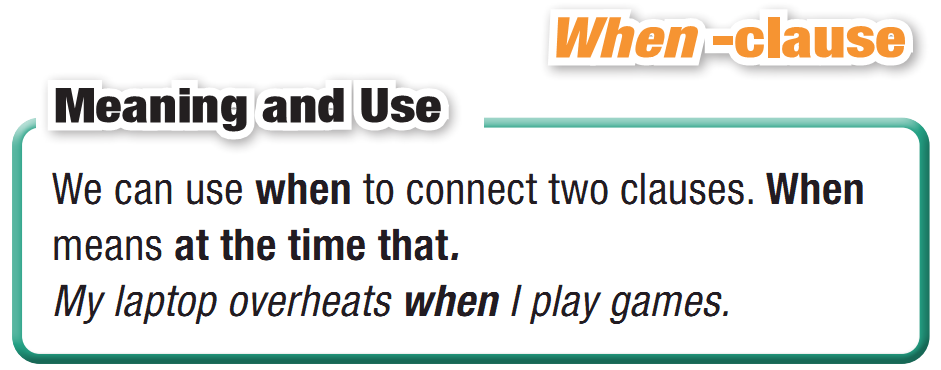 When -clause
Meaning and Use
We can use when to connect two clauses. When
means at the time that.
My laptop overheats when I play games.